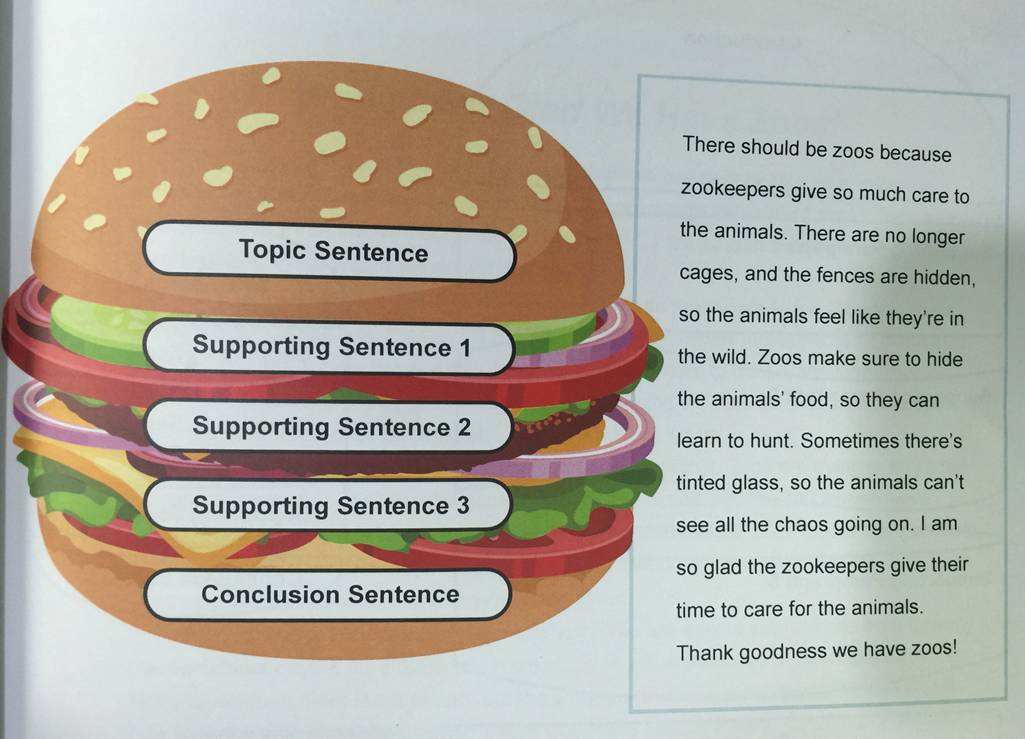 Topic Sentence
Supporting Sentence 1
Supporting Sentence 2
Supporting Sentence 3
Conclusion Sentence
There should be zoos because
zookeepers give so much care to
the animals. There are no longer
cages, and the fences are hidden,
so the animals feel like they're in
the wild. Zoos make sure to hide
the animals' food, so they can
learn to hunt. Sometimes there's
tinted glass, so the animals can't
see all the chaos going on. I am
so glad the zookeepers give their
time to care for the animals.
Thank goodness we have zoos!